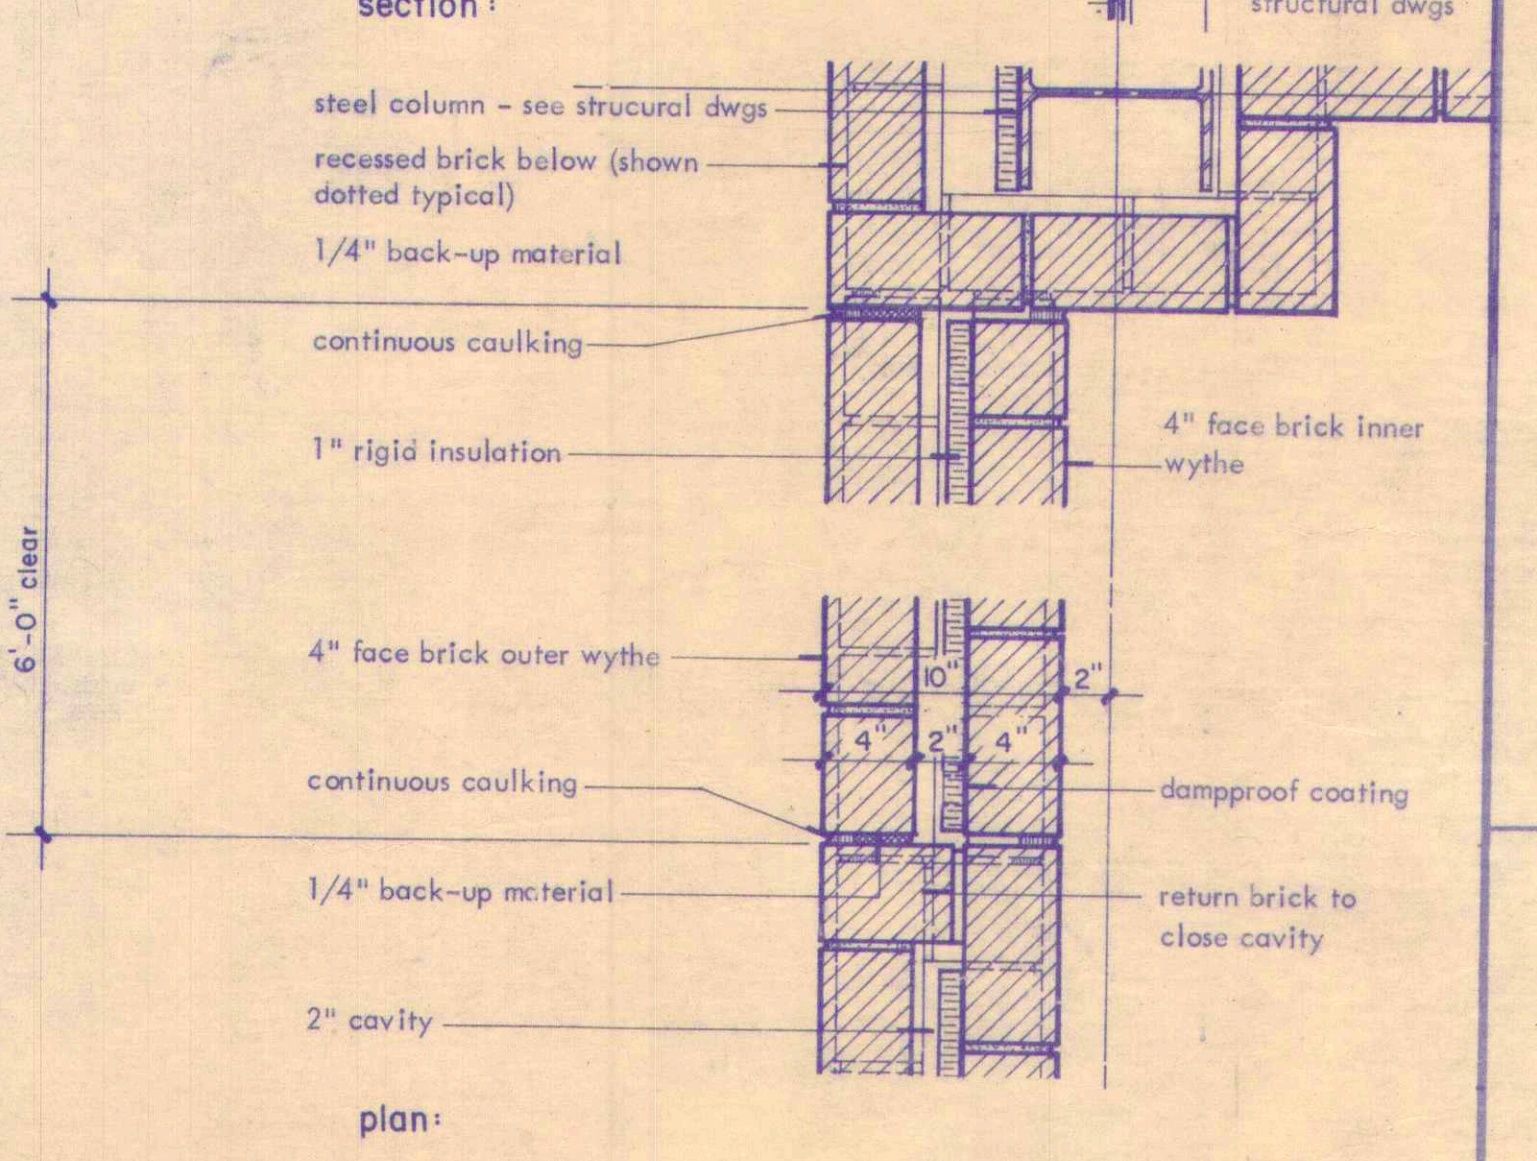 section:
structural dwgs
steel column - see strucural dwgs
recessed brick below (shown
dotted typical)
1/4" back-up material
continuous caulking
1" rigid insulation
4" face brick inner
wythe
6'-0" clear
4" face brick outer wythe
10"
2"
4"
2"
4"
continuous caulking
dampproof coating
1/4" back-up material
return brick to
close cavity
2" cavity
plan: